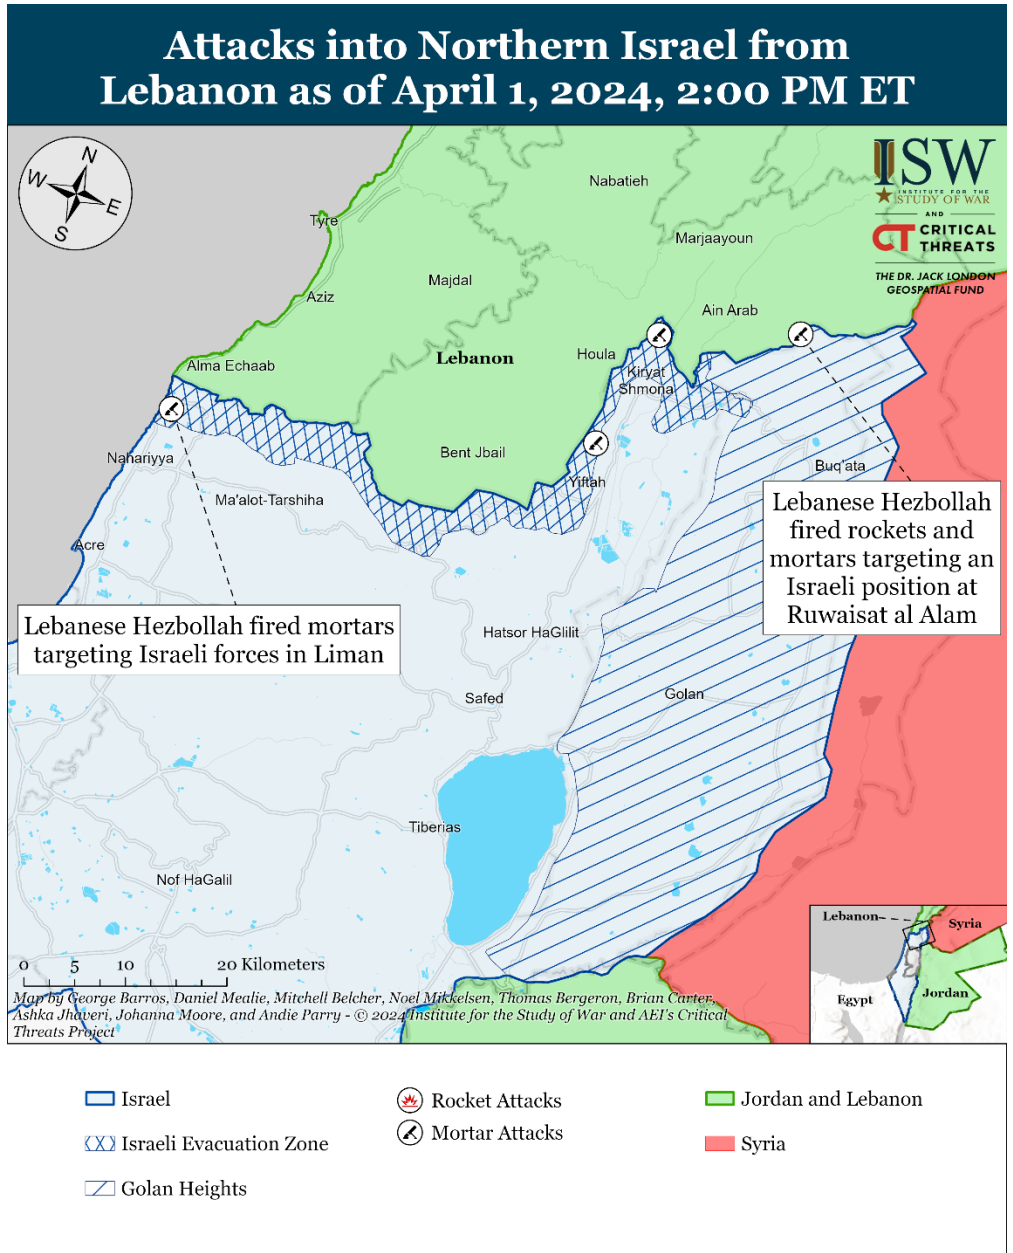 Attacks into Northern Israel from
Lebanon as of April 1, 2024, 2:00 PM ET
N
W
E
S
ISW
INSTITUTE FOR THE
STUDY OF WAR
AND
CT CRITICAL
THREATS
THE DR. JACK LONDON
GEOSPATIAL FUND
Nabatieh
Tyre
Marjaayoun
Majdal
Aziz
Ain Arab
Lebanon
Houla
Alma Echaab
Kiryat
Shmona
Bent Jbail
Nahariyya
Buq'ata
Yiftah
Ma'alot-Tarshiha
Lebanese Hezbollah
fired rockets and
mortars targeting an
Israeli position at
Ruwaisat al Alam
Acre
Lebanese Hezbollah fired mortars
targeting Israeli forces in Liman
Hatsor HaGlilit
Safed
Golan
Tiberias
Nof HaGalil
Lebanon
Syria
Egypt
Jordan
0 5 10 20 Kilometers
Map by George Barros, Daniel Mealie, Mitchell Belcher, Noel Mikkelsen, Thomas Bergeron, Brian Carter,
Ashka Jhaveri, Johanna Moore, and Andie Parry - © 2024 Institute for the Study of War and AEI's Critical
Threats Project
Israel
Israeli Evacuation Zone
Golan Heights
Rocket Attacks
Mortar Attacks
Jordan and Lebanon
Syria